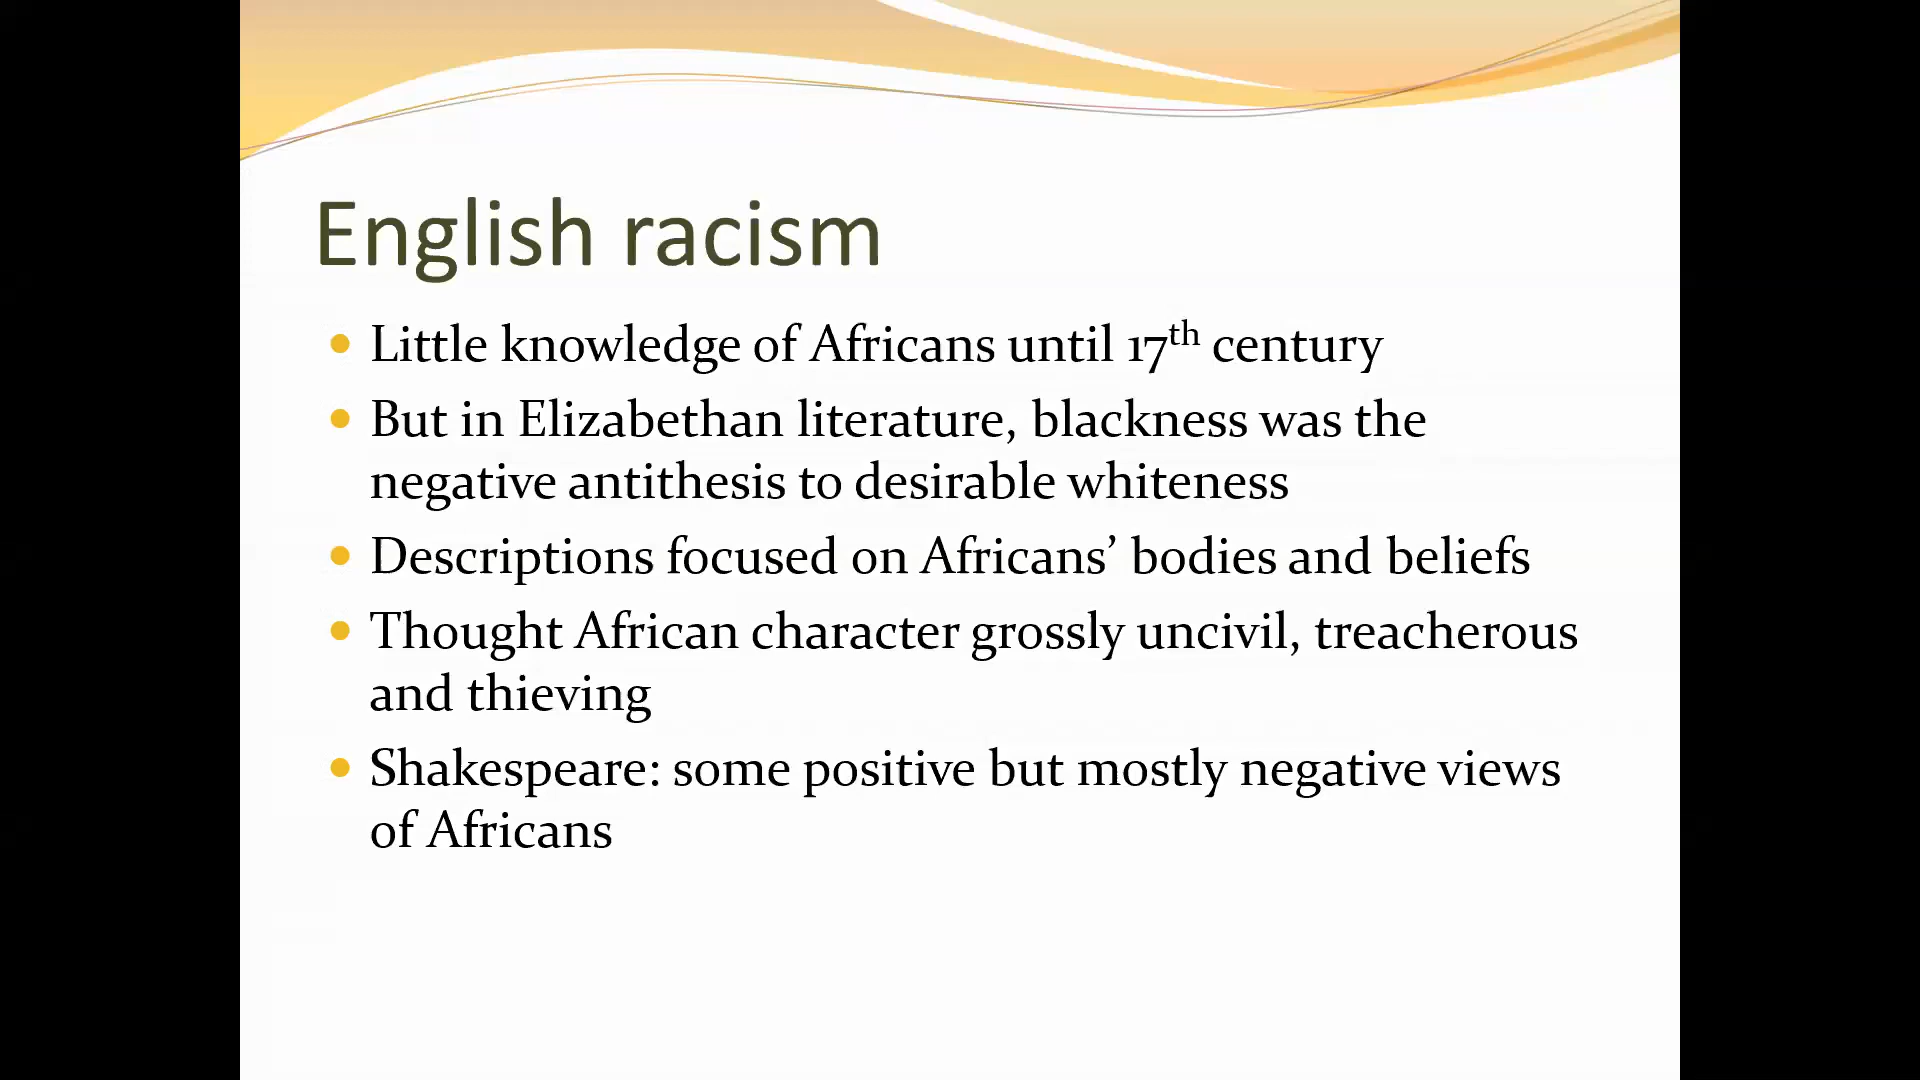 English racism
• Little knowledge of Africans until 17th century
• But in Elizabethan literature, blackness was the
negative antithesis to desirable whiteness
• Descriptions focused on Africans’ bodies and beliefs
• Thought African character grossly uncivil, treacherous
and thieving
• Shakespeare: some positive but mostly negative views
of Africans